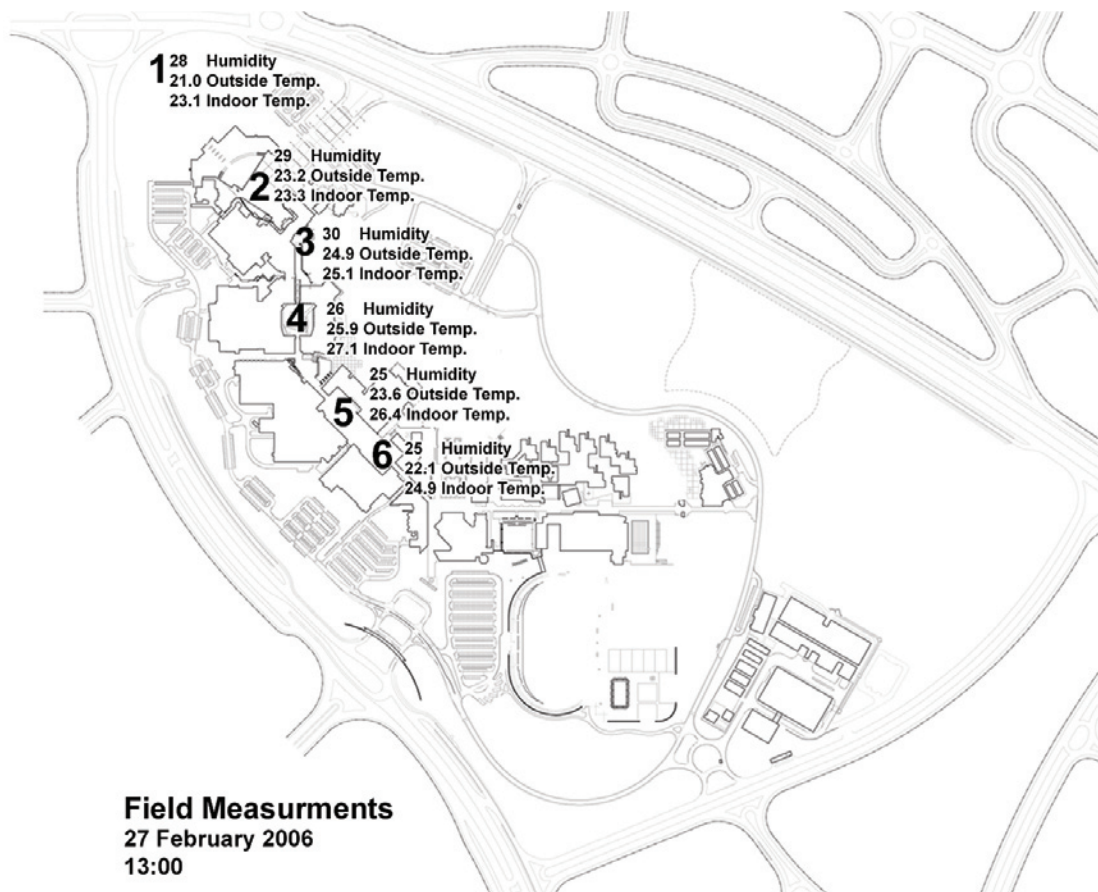 1
28 Humidity
21.0 Outside Temp.
23.1 Indoor Temp.
2
29 Humidity
23.2 Outside Temp.
23.3 Indoor Temp.
3
30 Humidity
24.9 Outside Temp.
25.1 Indoor Temp.
4
26 Humidity
25.9 Outside Temp.
27.1 Indoor Temp.
5
25 Humidity
23.6 Outside Temp.
26.4 Indoor Temp.
6
25 Humidity
22.1 Outside Temp.
24.9 Indoor Temp.
Field Measurments
27 February 2006
13:00